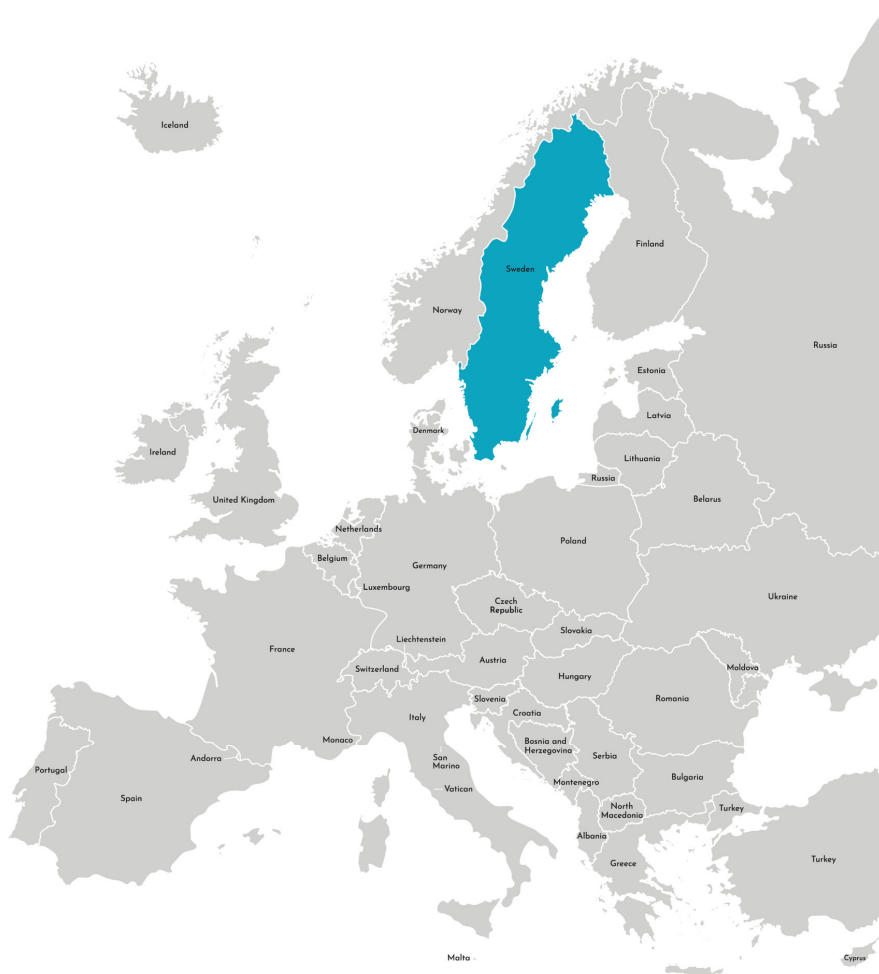 Iceland
Sweden
Finland
Norway
Russia
Estonia
Latvia
Denmark
Ireland
Lithuania
Russia
United Kingdom
Belarus
Netherlands
Poland
Belgium
Germany
Luxembourg
Ukraine
Czech
Republic
Slovakia
Liechtenstein
France
Austria
Switzerland
Moldova
Hungary
Slovenia
Romania
Croatia
Italy
Monaco
Bosnia and
Herzegovina
Serbia
Andorra
San
Marino
Portugal
Bulgaria
Montenegro
Vatican
Spain
North
Macedonia
Turkey
Albania
Greece
Turkey
Malta
Cyprus